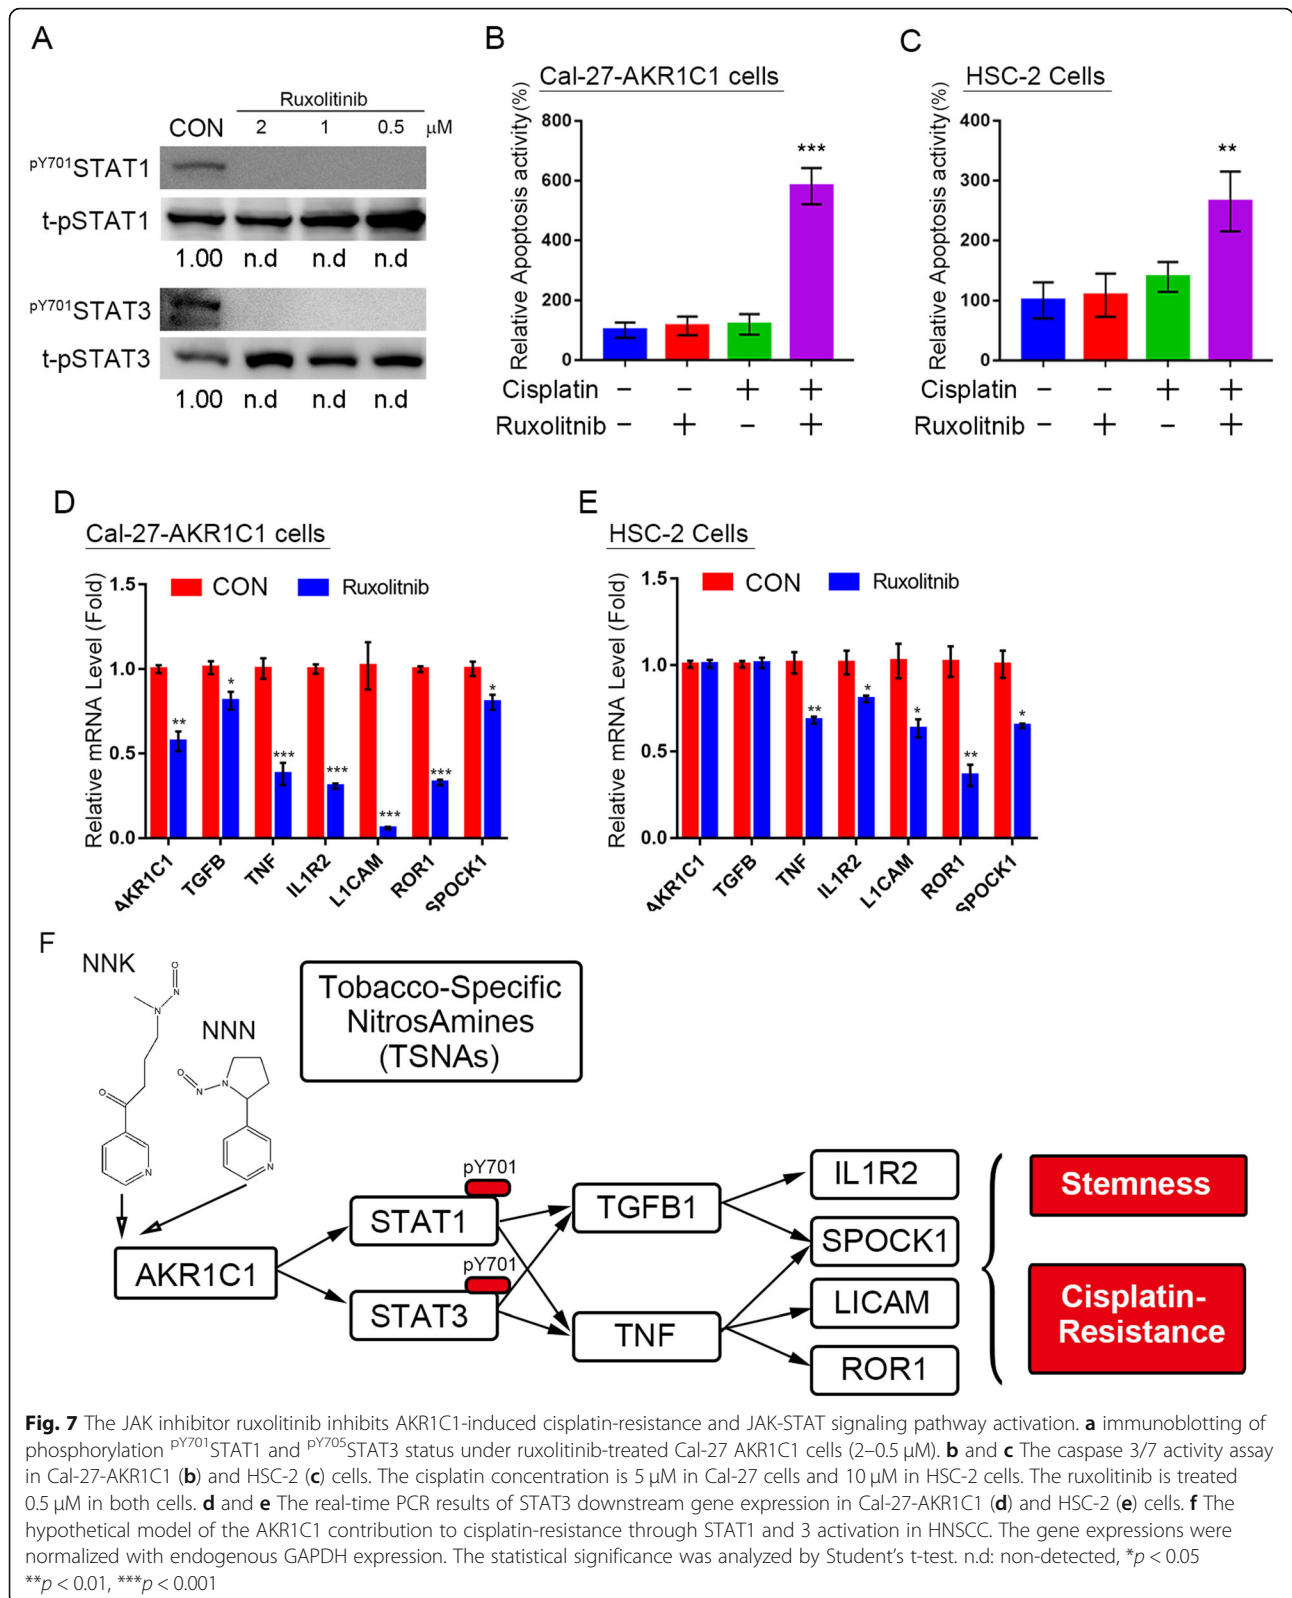 A
Ruxolitinib
CON 2 1 0.5 μM
pY701STAT1
t-pSTAT1
1.00 n.d n.d n.d
pY701STAT3
t-pSTAT3
1.00 n.d n.d n.d
B
Cal-27-AKR1C1 cells
Relative Apoptosis activity(%)
800
600
400
200
0
***
Cisplatin − − + +
Ruxolitnib − + − +
C
HSC-2 Cells
Relative Apoptosis activity(%)
400
300
200
100
0
**
Cisplatin − − + +
Ruxolitnib − + − +
D
Cal-27-AKR1C1 cells
Relative mRNA Level (Fold)
1.5
1.0
0.5
0.0
CON Ruxolitnib
** * *** *** *** *** *
AKR1C1 TGFB TNF IL1R2 L1CAM ROR1 SPOCK1
E
HSC-2 Cells
Relative mRNA Level (Fold)
1.5
1.0
0.5
0.0
CON Ruxolitnib
** * * ** *
AKR1C1 TGFB TNF IL1R2 L1CAM ROR1 SPOCK1
F
NNK
O
N
N
O
N
NNN
O
N
N
N
Tobacco-Specific
NitrosAmines
(TSNAs)
AKR1C1
pY701
STAT1
pY701
STAT3
TGFB1
TNF
IL1R2
SPOCK1
LICAM
ROR1
Stemness
Cisplatin-
Resistance
Fig. 7 The JAK inhibitor ruxolitinib inhibits AKR1C1-induced cisplatin-resistance and JAK-STAT signaling pathway activation. a immunoblotting of
phosphorylation pY701STAT1 and pY705STAT3 status under ruxolitinib-treated Cal-27 AKR1C1 cells (2–0.5 μM). b and c The caspase 3/7 activity assay
in Cal-27-AKR1C1 (b) and HSC-2 (c) cells. The cisplatin concentration is 5 μM in Cal-27 cells and 10 μM in HSC-2 cells. The ruxolitinib is treated
0.5 μM in both cells. d and e The real-time PCR results of STAT3 downstream gene expression in Cal-27-AKR1C1 (d) and HSC-2 (e) cells. f The
hypothetical model of the AKR1C1 contribution to cisplatin-resistance through STAT1 and 3 activation in HNSCC. The gene expressions were
normalized with endogenous GAPDH expression. The statistical significance was analyzed by Student’s t-test. n.d: non-detected, *p < 0.05
**p < 0.01, ***p < 0.001